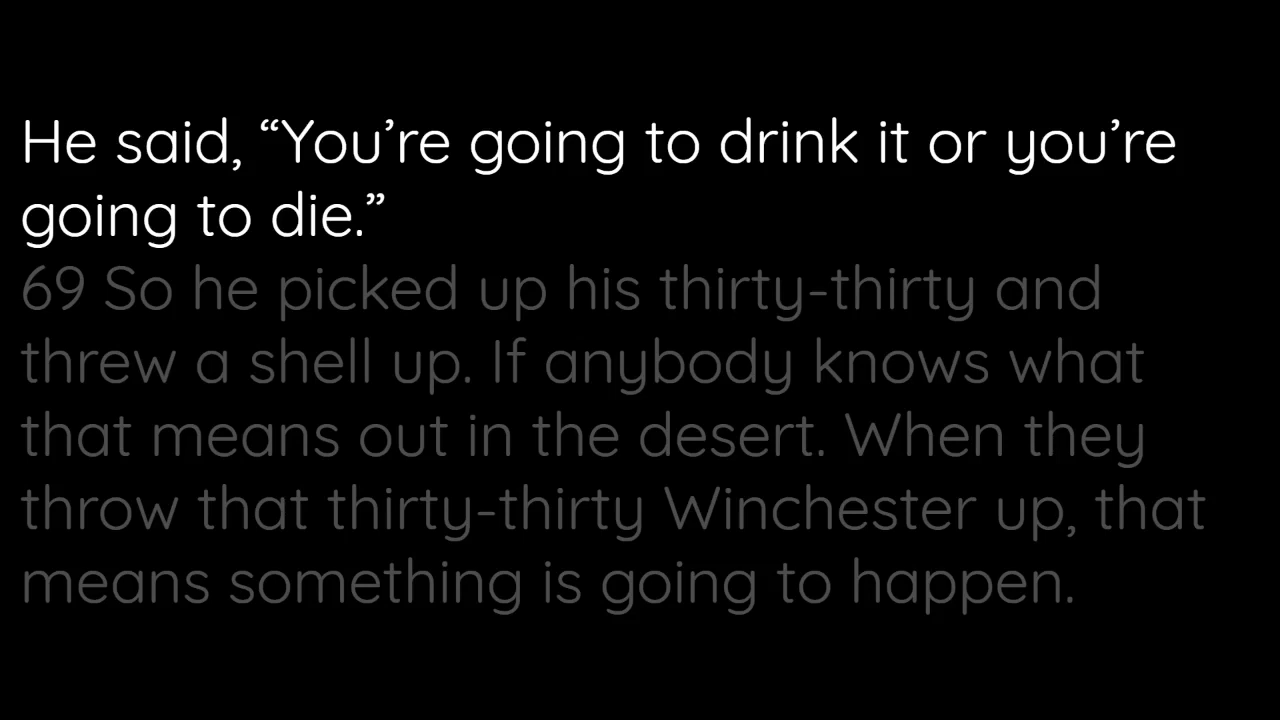 He said, “You’re going to drink it or you’re
going to die.”
69 So he picked up his thirty-thirty and
threw a shell up. If anybody knows what
that means out in the desert. When they
throw that thirty-thirty Winchester up, that
means something is going to happen.